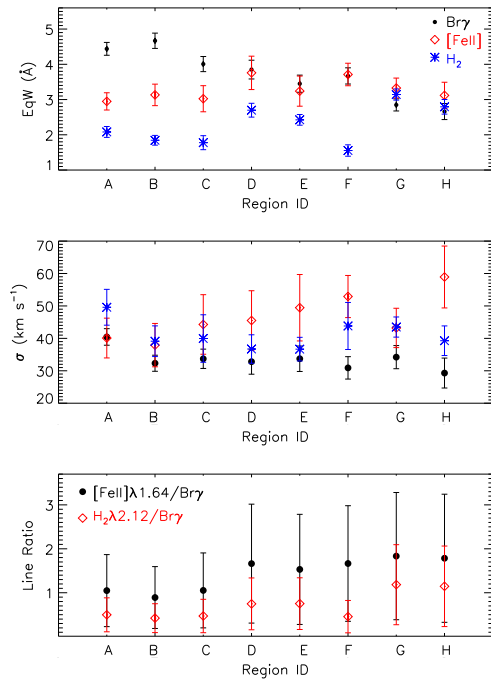 EqW (Å)
5
4
3
2
1
Brγ
[FeII]
H₂
A B C D E F G H
Region ID
σ (km s⁻¹)
70
60
50
40
30
20
A B C D E F G H
Region ID
Line Ratio
3
2
1
[FeII]λ1.64/Brγ
H₂λ2.12/Brγ
A B C D E F G H
Region ID